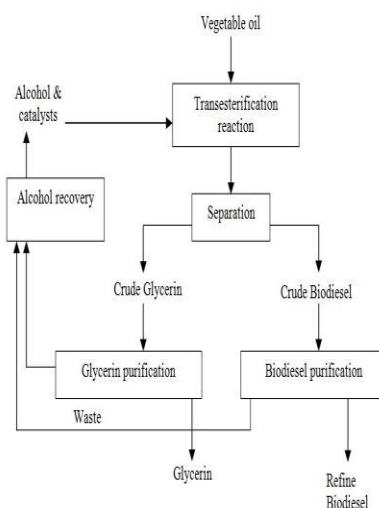 Vegetable oil
Alcohol &
catalysts
Transesterification
reaction
Alcohol recovery
Separation
Crude Glycerin
Crude Biodiesel
Glycerin purification
Biodiesel purification
Waste
Glycerin
Refine
Biodiesel